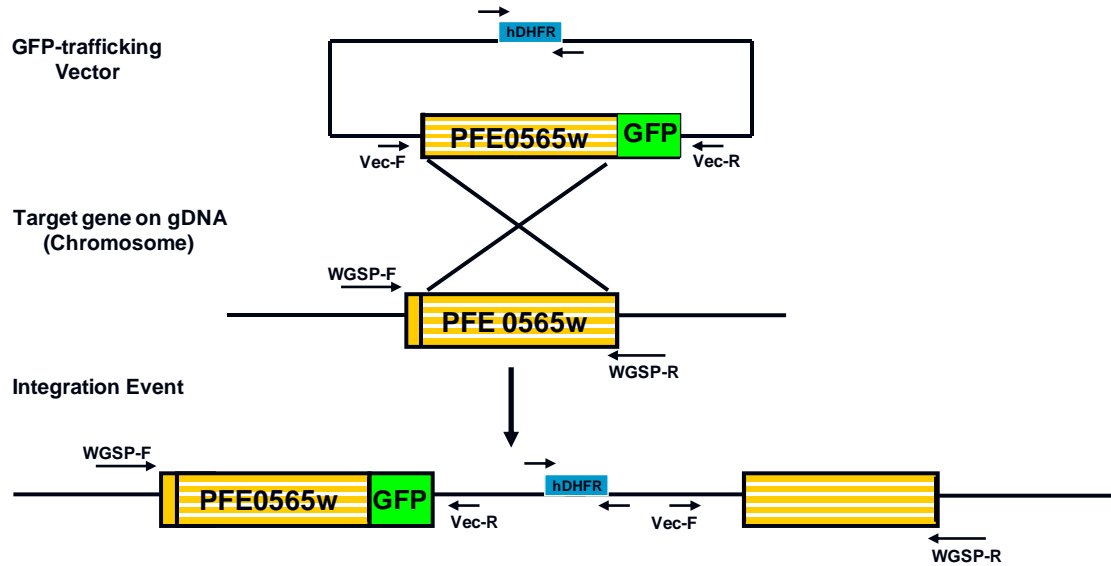 hDHFR
GFP-trafficking
Vector
PFE0565w
GFP
Vec-F
Vec-R
Target gene on gDNA
(Chromosome)
WGSP-F
PFE 0565w
WGSP-R
Integration Event
WGSP-F
hDHFR
PFE0565w
GFP
Vec-R
Vec-F
WGSP-R